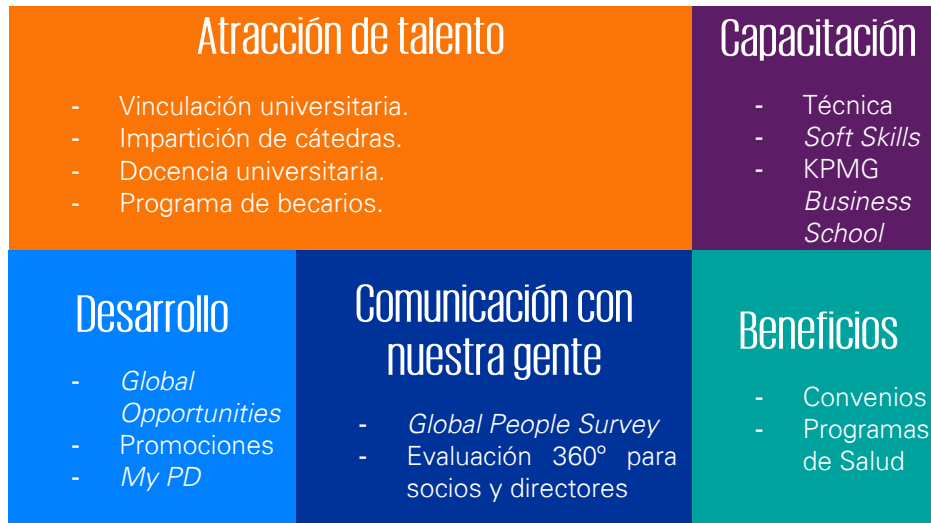 Atracción de talento
- Vinculación universitaria.
- Impartición de cátedras.
- Docencia universitaria.
- Programa de becarios.
Capacitación
- Técnica
- Soft Skills
- KPMG
Business
School
Desarrollo
- Global
Opportunities
- Promociones
- My PD
Comunicación con
nuestra gente
- Global People Survey
- Evaluación 360° para
socios y directores
Beneficios
- Convenios
- Programas
de Salud